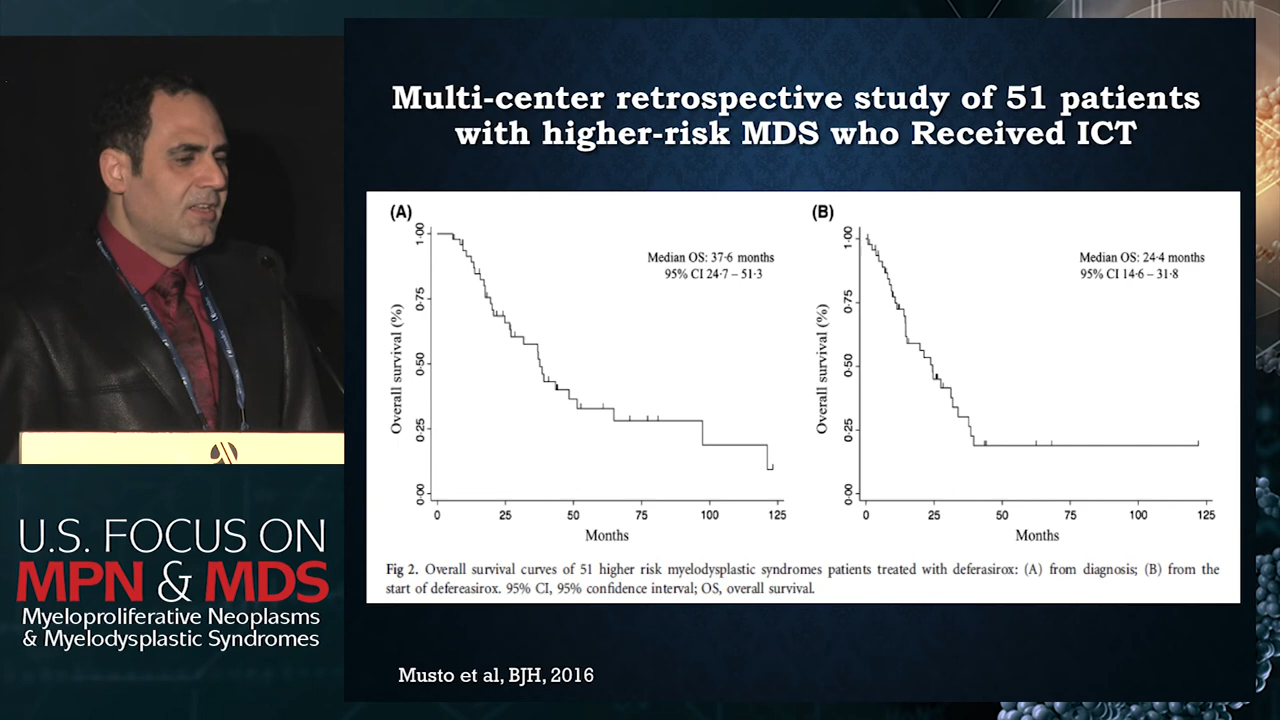 NM
Multi-center retrospective study of 51 patients
with higher-risk MDS who Received ICT
(A)
Median OS: 37·6 months
95% CI 24·7 – 51·3
Overall survival (%)
1·00
0·75
0·50
0·25
0·00
0 25 50 75 100 125
Months
(B)
Median OS: 24·4 months
95% CI 14·6 – 31·8
Overall survival (%)
1·00
0·75
0·50
0·25
0·00
0 25 50 75 100 125
Months
Fig 2. Overall survival curves of 51 higher risk myelodysplastic syndromes patients treated with deferasirox: (A) from diagnosis; (B) from the
start of defereasirox. 95% CI, 95% confidence interval; OS, overall survival.
Musto et al, BJH, 2016
U.S. FOCUS ON
MPN & MDS
Myeloproliferative Neoplasms
& Myelodysplastic Syndromes